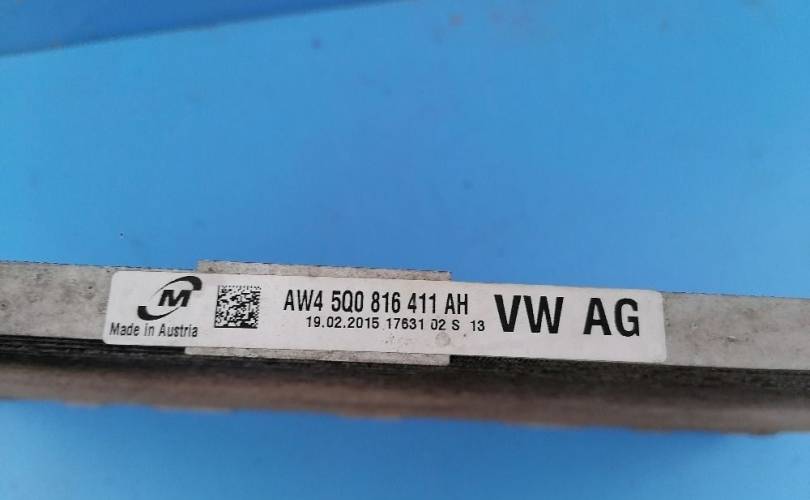 M
Made in Austria
AW4 5Q0 816 411 AH
19.02.2015 17631 02 S 13
VW AG